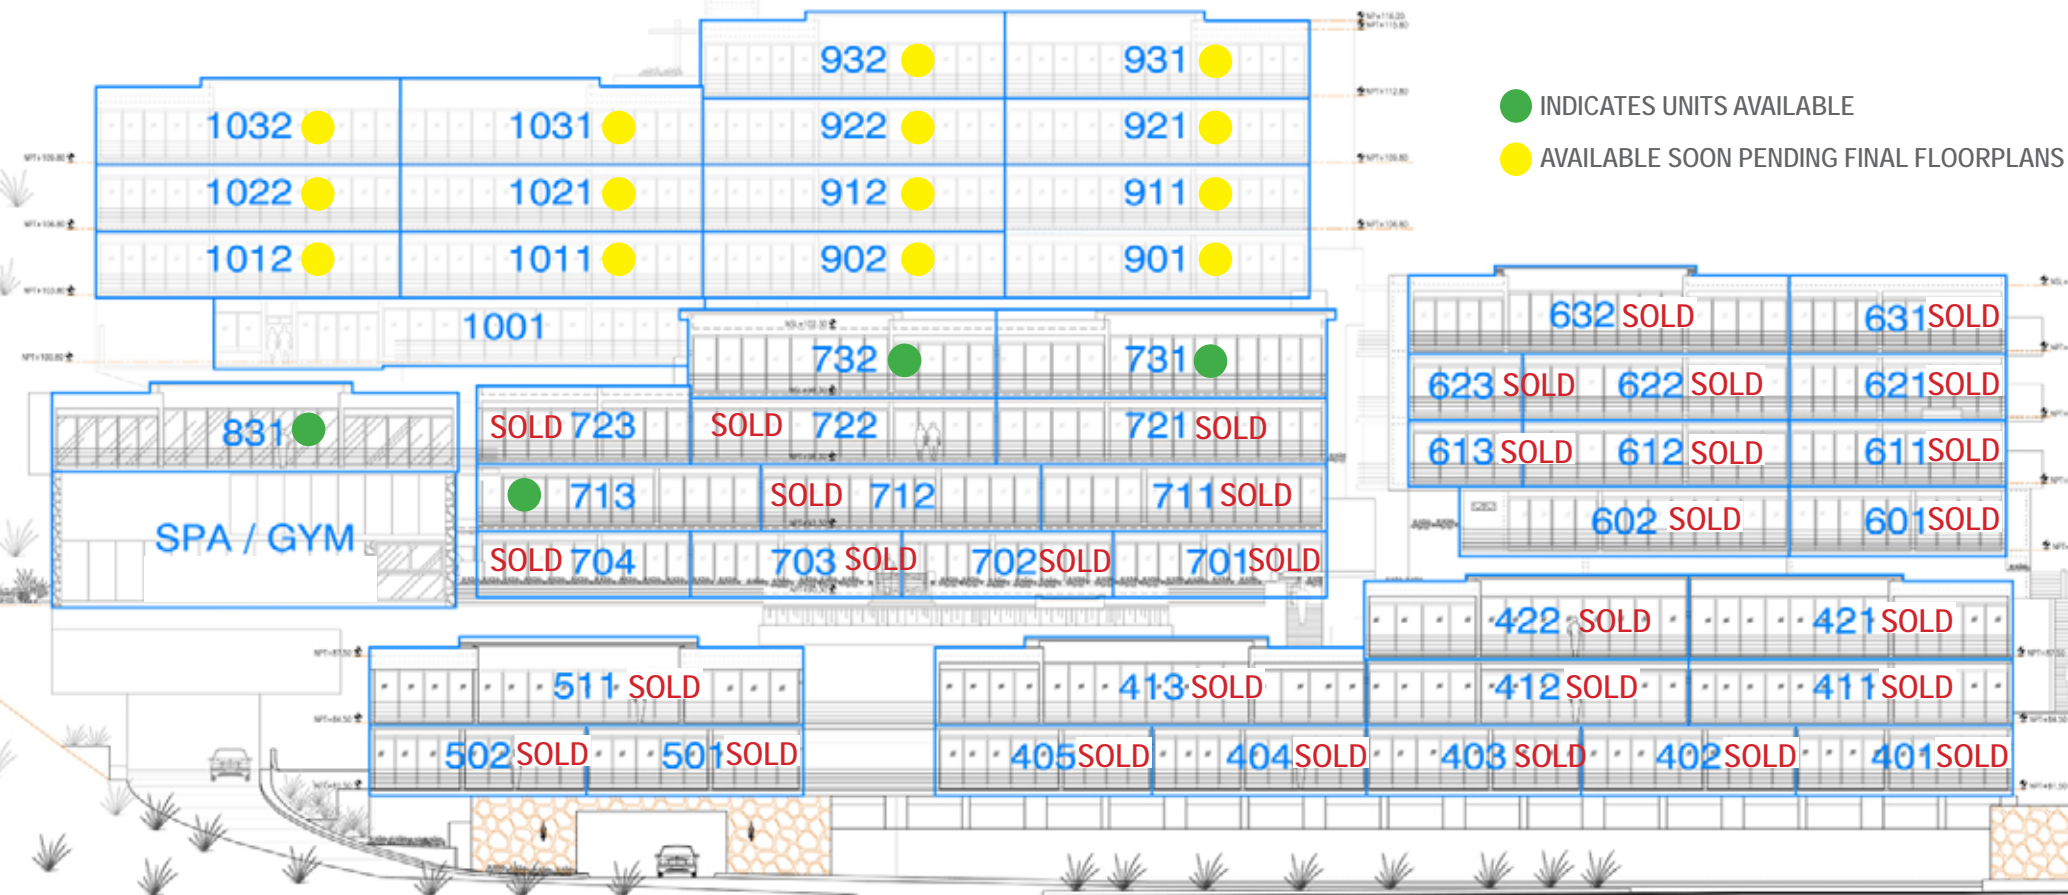 932 931
INDICATES UNITS AVAILABLE
1032 1031 922 921
AVAILABLE SOON PENDING FINAL FLOORPLANS
1022 1021 912 911
1012 1011 902 901
1001
632 SOLD 631 SOLD
732 731
623 SOLD 622 SOLD 621 SOLD
831
SOLD 723 SOLD 722 721 SOLD
613 SOLD 612 SOLD 611 SOLD
713 SOLD 712 711 SOLD
602 SOLD 601 SOLD
SPA / GYM
SOLD 704 703 SOLD 702 SOLD 701 SOLD
422 SOLD 421 SOLD
511 SOLD 413 SOLD 412 SOLD 411 SOLD
502 SOLD 501 SOLD 405 SOLD 404 SOLD 403 SOLD 402 SOLD 401 SOLD